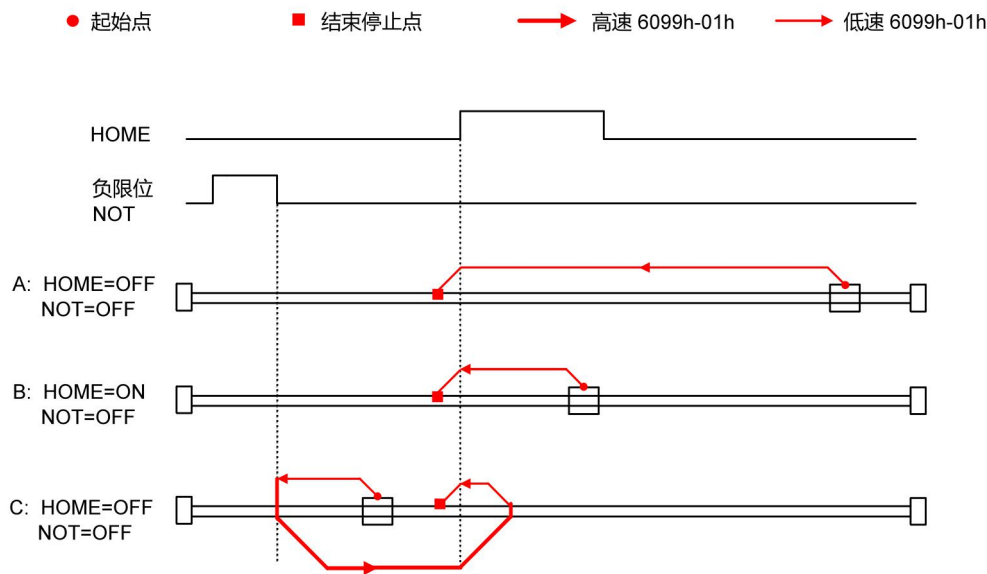 起始点 结束停止点 高速 6099h-01h 低速 6099h-01h
HOME
负限位
NOT
A: HOME=OFF
NOT=OFF
B: HOME=ON
NOT=OFF
C: HOME=OFF
NOT=OFF